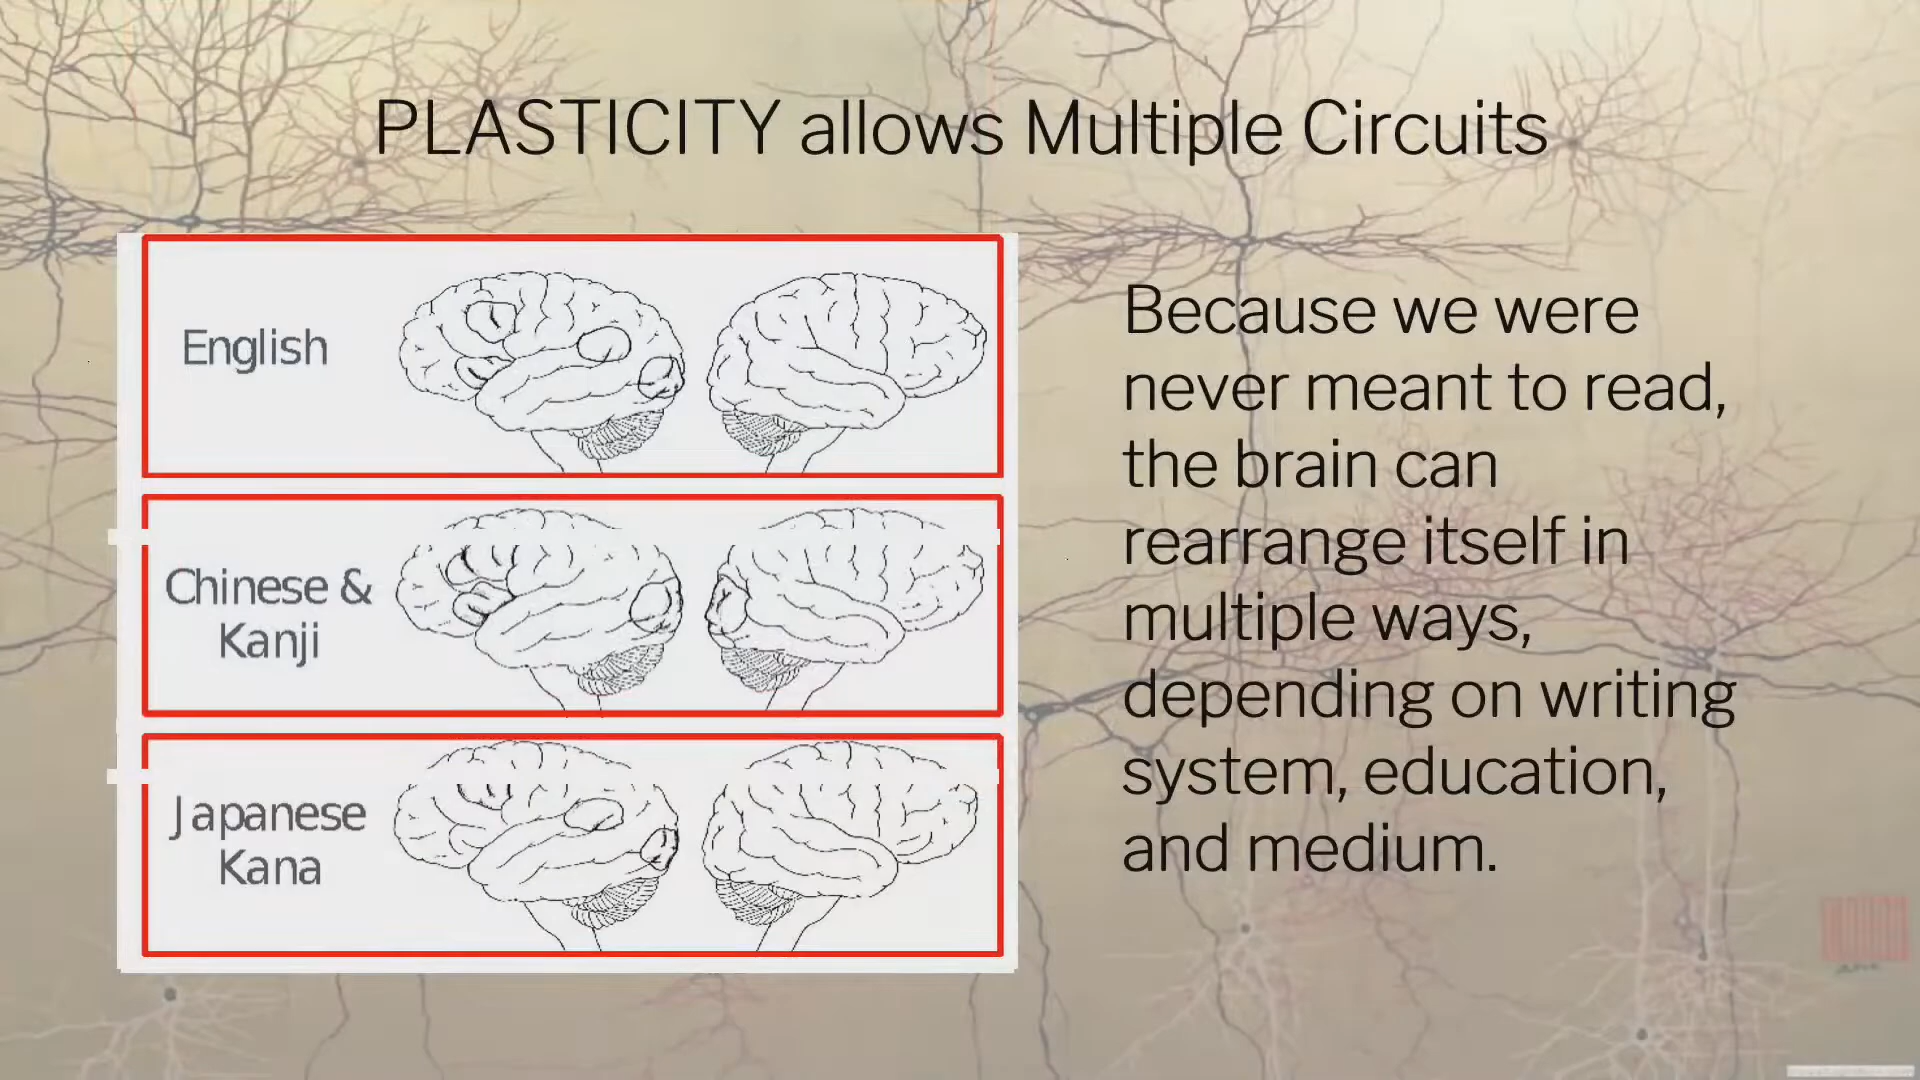 PLASTICITY allows Multiple Circuits
English
Chinese &
Kanji
Japanese
Kana
Because we were
never meant to read,
the brain can
rearrange itself in
multiple ways,
depending on writing
system, education,
and medium.